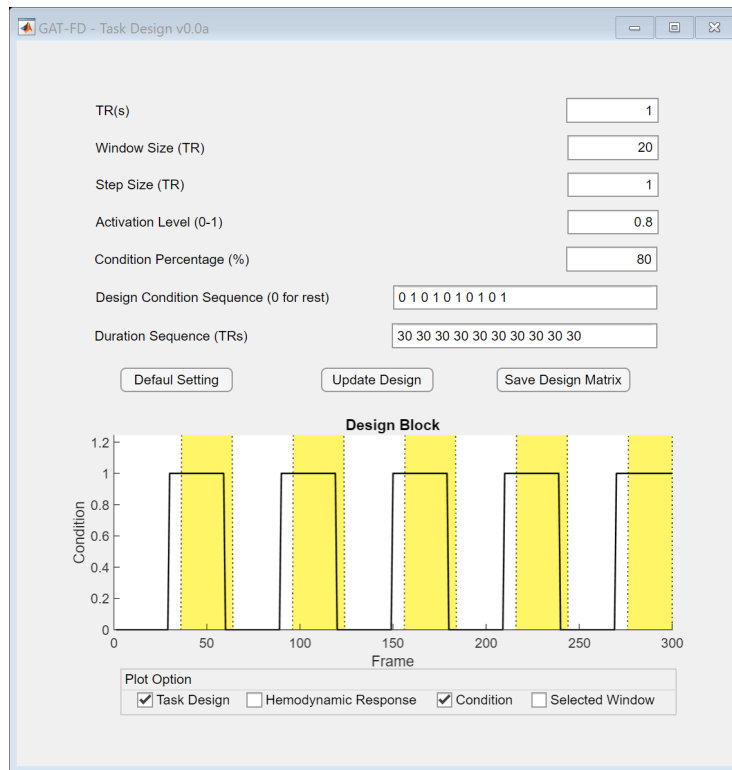 GAT-FD - Task Design v0.0a
TR(s) 1
Window Size (TR) 20
Step Size (TR) 1
Activation Level (0-1) 0.8
Condition Percentage (%) 80
Design Condition Sequence (0 for rest) 0 1 0 1 0 1 0 1 0 1
Duration Sequence (TRs) 30 30 30 30 30 30 30 30 30 30
Defaul Setting Update Design Save Design Matrix
Design Block
1.2
1
0.8
0.6
0.4
0.2
0
Condition
0 50 100 150 200 250 300
Frame
Plot Option
Task Design Hemodynamic Response Condition Selected Window